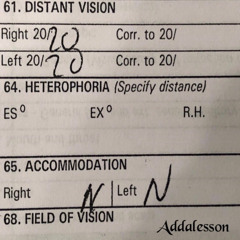 61. DISTANT VISION
Right 20/20 Corr. to 20/
Left 20/20 Corr. to 20/
64. HETEROPHORIA (Specify distance)
ES° EX° R.H.
65. ACCOMMODATION
Right N Left N
68. FIELD OF VISION
Addalesson